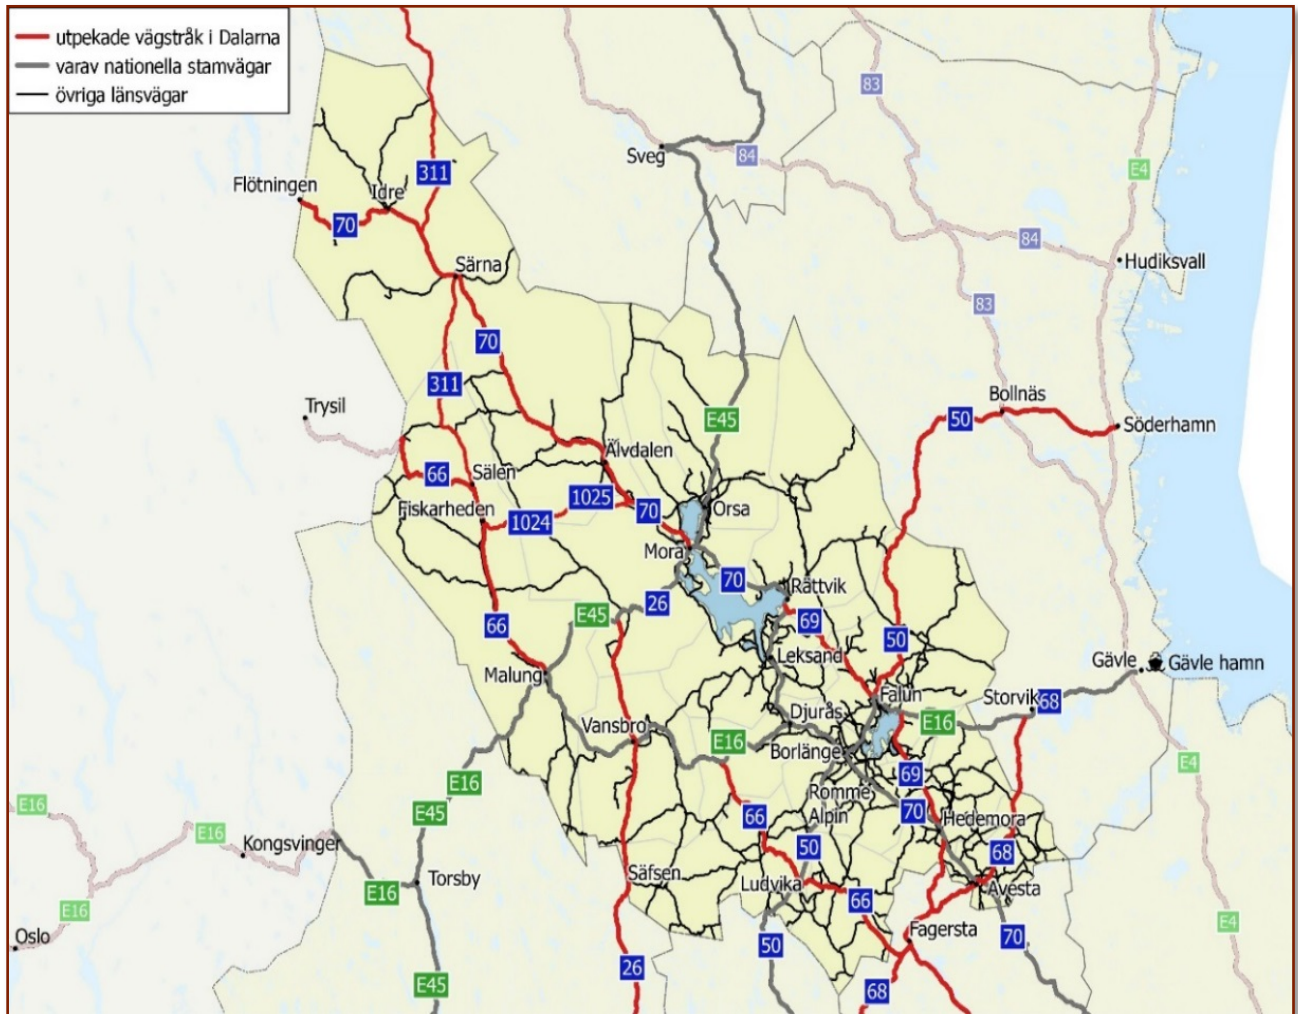 utpekade vägstråk i Dalarna
varav nationella stamvägar
övriga länsvägar
83
Sveg
84
E4
311
Flötningen
Idre
70
84
Särna
Hudiksvall
83
70
311
Trysil
Bollnäs
E45
50
Söderhamn
Älvdalen
66
Sälen
1025
Fiskarheden
1024
70
Orsa
Mora
70
Rättvik
26
E45
69
66
50
Leksand
Gävle
Gävle hamn
Malung
Falun
Storvik
68
Djurås
Vansbro
E16
E16
Borlänge
E4
69
E16
Romme
Alpin
E16
E45
66
70
Hedemora
E16
Kongsvinger
50
68
Säfsen
Ludvika
Avesta
Torsby
E16
66
E16
E4
Fagersta
Oslo
50
70
26
E45
68